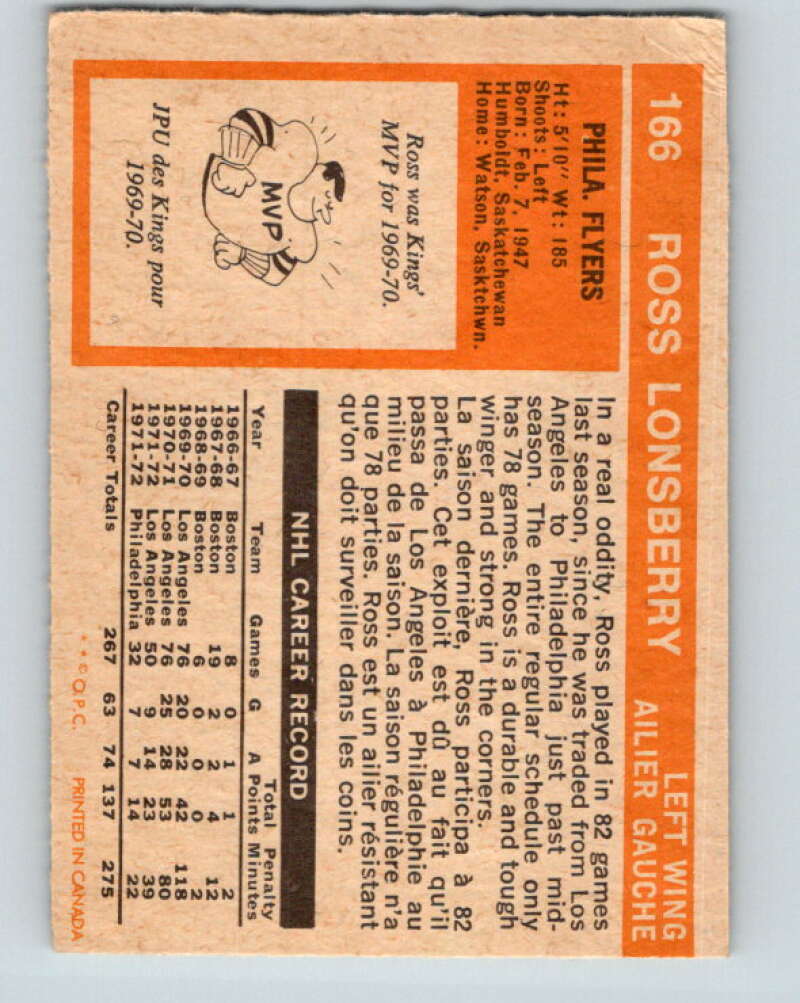 166 ROSS LONSBERRY
LEFT WING
AILIER GAUCHE
PHILA. FLYERS
Ht: 5'10" Wt: 185
Shoots: Left
Born: Feb. 7, 1947
Humboldt, Saskatchewan
Home: Watson, Sasktchwn.
Ross was Kings'
MVP for 1969-70.
MVP
JPU des Kings pour
1969-70.
In a real oddity, Ross played in 82 games
last season, since he was traded from Los
Angeles to Philadelphia just past mid-
season. The entire regular schedule only
has 78 games. Ross is a durable and tough
winger and strong in the corners.
La saison dernière, Ross participa à 82
parties. Cet exploit est dû au fait qu'il
passa de Los Angeles à Philadelphie au
milieu de la saison. La saison régulière n'a
que 78 parties. Ross est un ailier résistant
qu'on doit surveiller dans les coins.
NHL CAREER RECORD
Total Penalty
Year Team Games G A Points Minutes
1966-67 Boston 8 0 1 1 2
1967-68 Boston 19 2 2 4 12
1968-69 Boston 6 0 0 0 2
1969-70 Los Angeles 76 20 22 42 118
1970-71 Los Angeles 76 25 28 53 80
1971-72 Los Angeles 50 9 14 23 39
1971-72 Philadelphia 32 7 7 14 22
Career Totals 267 63 74 137 275
* * © O.P.C. PRINTED IN CANADA